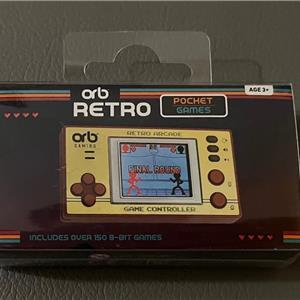 orb
RETRO
POCKET
GAMES
AGE 3+
RETRO ARCADE
orb
GAMING
FINAL ROUND
GAME CONTROLLER
INCLUDES OVER 150 8-BIT GAMES